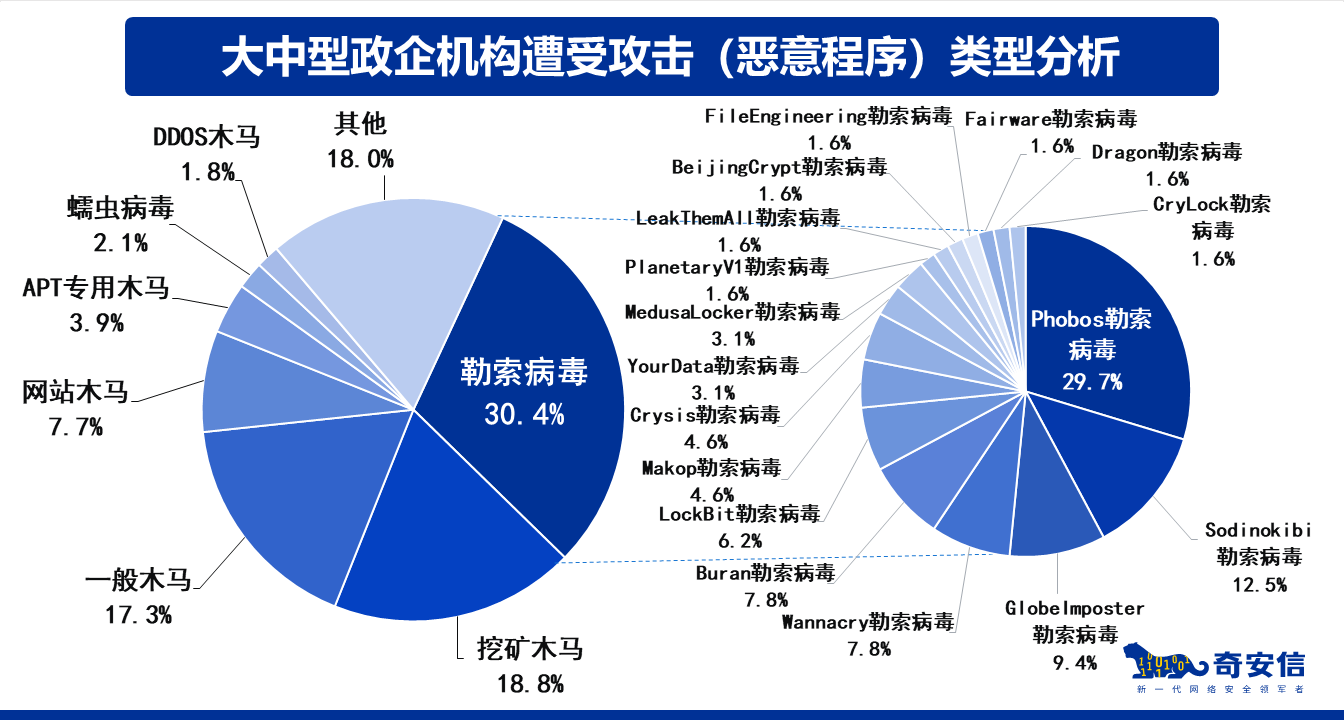 大中型政企机构遭受攻击（恶意程序）类型分析
其他
18.0%
DDOS木马
1.8%
蠕虫病毒
2.1%
APT专用木马
3.9%
网站木马
7.7%
一般木马
17.3%
挖矿木马
18.8%
勒索病毒
30.4%
FileEngineering勒索病毒
1.6%
BeijingCrypt勒索病毒
1.6%
LeakThemAll勒索病毒
1.6%
PlanetaryV1勒索病毒
1.6%
MedusaLocker勒索病毒
3.1%
YourData勒索病毒
3.1%
Crysis勒索病毒
4.6%
Makop勒索病毒
4.6%
LockBit勒索病毒
6.2%
Buran勒索病毒
7.8%
Wannacry勒索病毒
7.8%
GlobeImposter
勒索病毒
9.4%
Sodinokibi
勒索病毒
12.5%
Phobos勒索
病毒
29.7%
Fairware勒索病毒
1.6%
Dragon勒索病毒
1.6%
CryLock勒索
病毒
1.6%
奇安信
新一代网络安全领军者